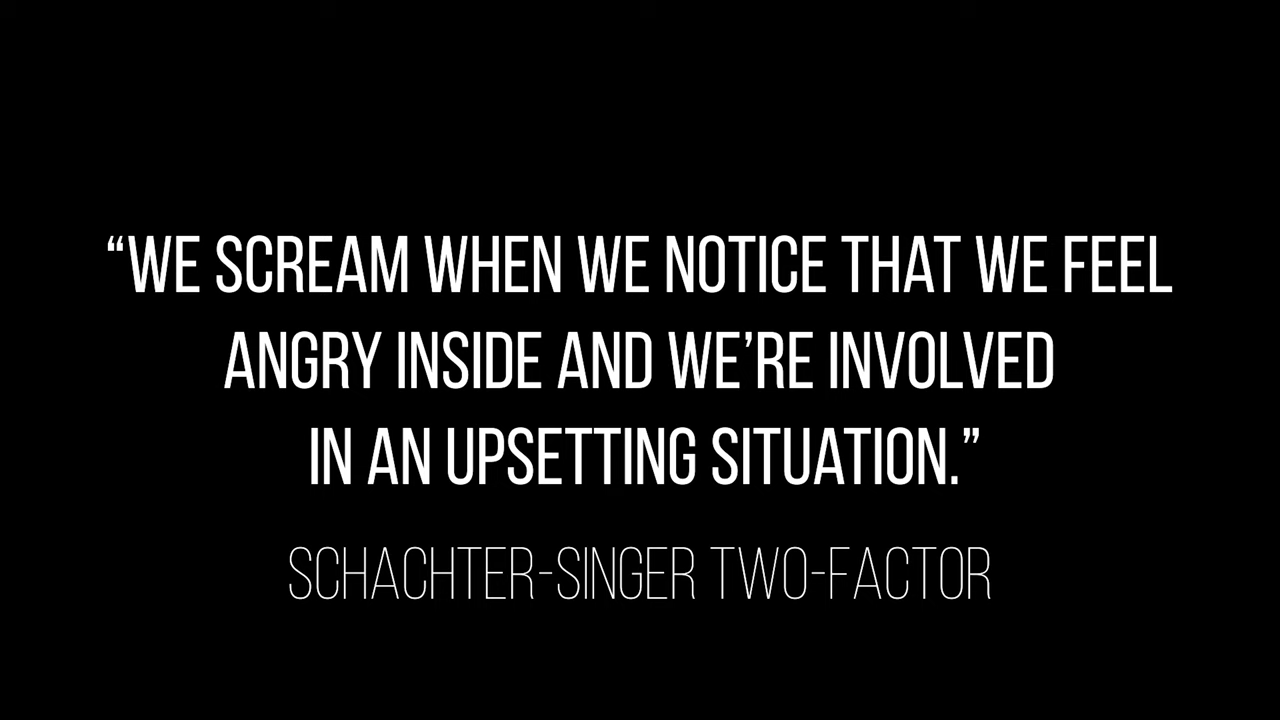 “WE SCREAM WHEN WE NOTICE THAT WE FEEL
ANGRY INSIDE AND WE’RE INVOLVED
IN AN UPSETTING SITUATION.”
SCHACHTER-SINGER TWO-FACTOR